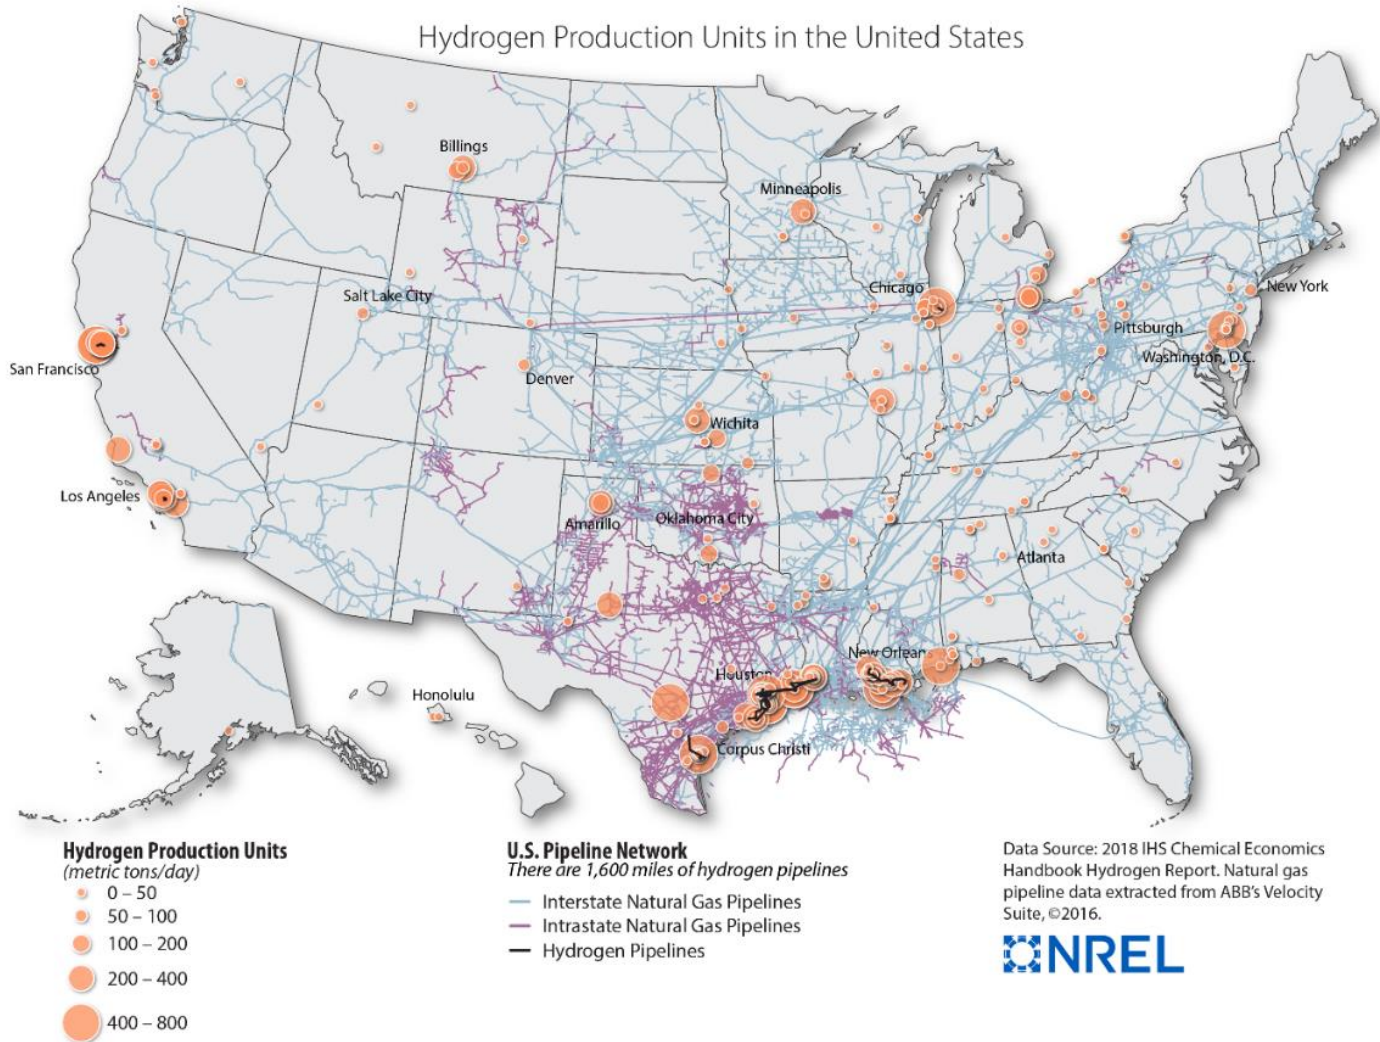 Hydrogen Production Units in the United States
Billings
Minneapolis
Chicago
Salt Lake City
New York
Pittsburgh
Washington, D.C.
San Francisco
Denver
Wichita
Los Angeles
Amarillo
Oklahoma City
Atlanta
New Orleans
Houston
Honolulu
Corpus Christi
Hydrogen Production Units
(metric tons/day)
0 – 50
50 – 100
100 – 200
200 – 400
400 – 800
U.S. Pipeline Network
There are 1,600 miles of hydrogen pipelines
Interstate Natural Gas Pipelines
Intrastate Natural Gas Pipelines
Hydrogen Pipelines
Data Source: 2018 IHS Chemical Economics
Handbook Hydrogen Report. Natural gas
pipeline data extracted from ABB's Velocity
Suite, ©2016.
NREL